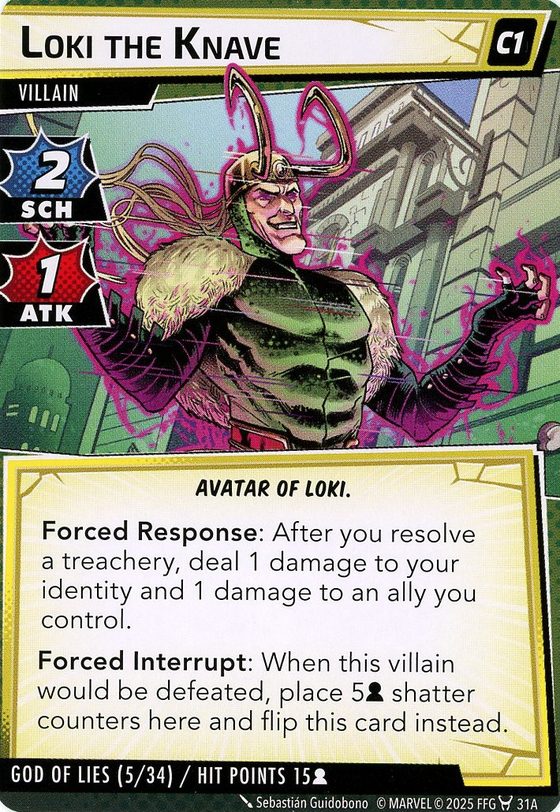 LOKI THE KNAVE
C1
VILLAIN
2
SCH
1
ATK
AVATAR OF LOKI.
Forced Response: After you resolve
a treachery, deal 1 damage to your
identity and 1 damage to an ally you
control.
Forced Interrupt: When this villain
would be defeated, place 5 shatter
counters here and flip this card instead.
GOD OF LIES (5/34) / HIT POINTS 15
Sebastián Guidobono © MARVEL © 2025 FFG 31A